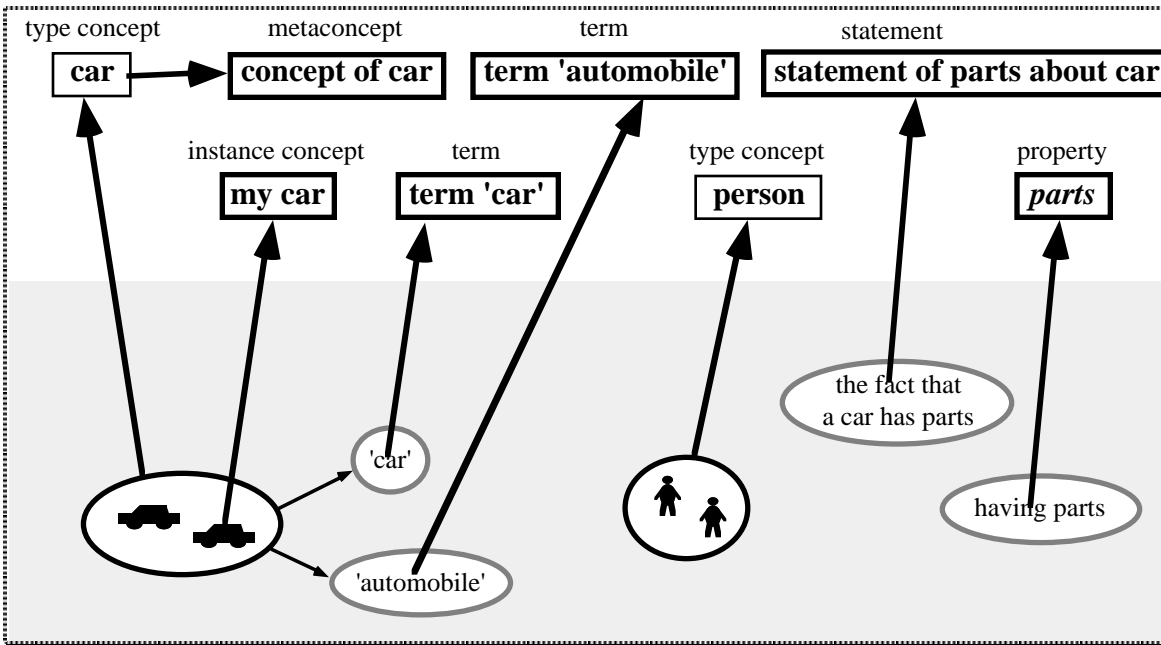 type concept
metaconcept
term
statement
car
concept of car
term 'automobile'
statement of parts about car
instance concept
term
type concept
property
my car
term 'car'
person
parts
the fact that
a car has parts
'car'
having parts
'automobile'